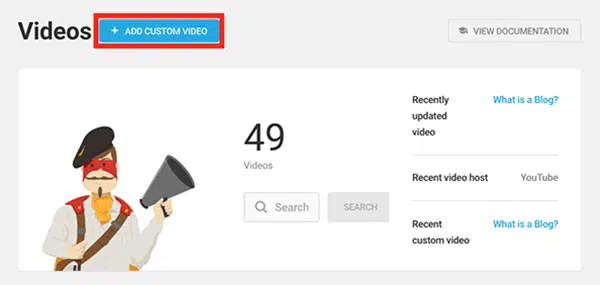 Videos + ADD CUSTOM VIDEO
VIEW DOCUMENTATION
49
Videos
Search
SEARCH
Recently updated video
What is a Blog?
Recent video host
YouTube
Recent custom video
What is a Blog?